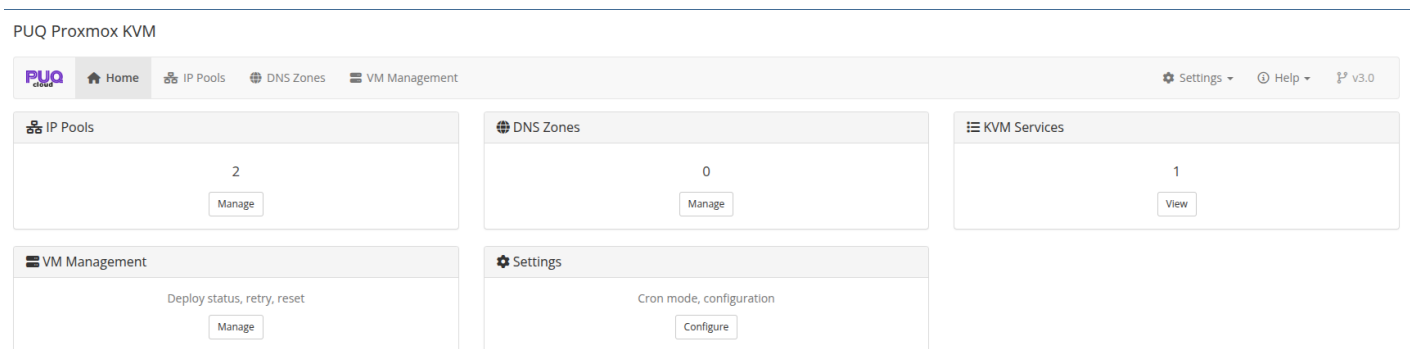 PUQ Proxmox KVM
PUQ cloud Home IP Pools DNS Zones VM Management Settings Help v3.0
IP Pools
2
Manage
DNS Zones
0
Manage
KVM Services
1
View
VM Management
Deploy status, retry, reset
Manage
Settings
Cron mode, configuration
Configure